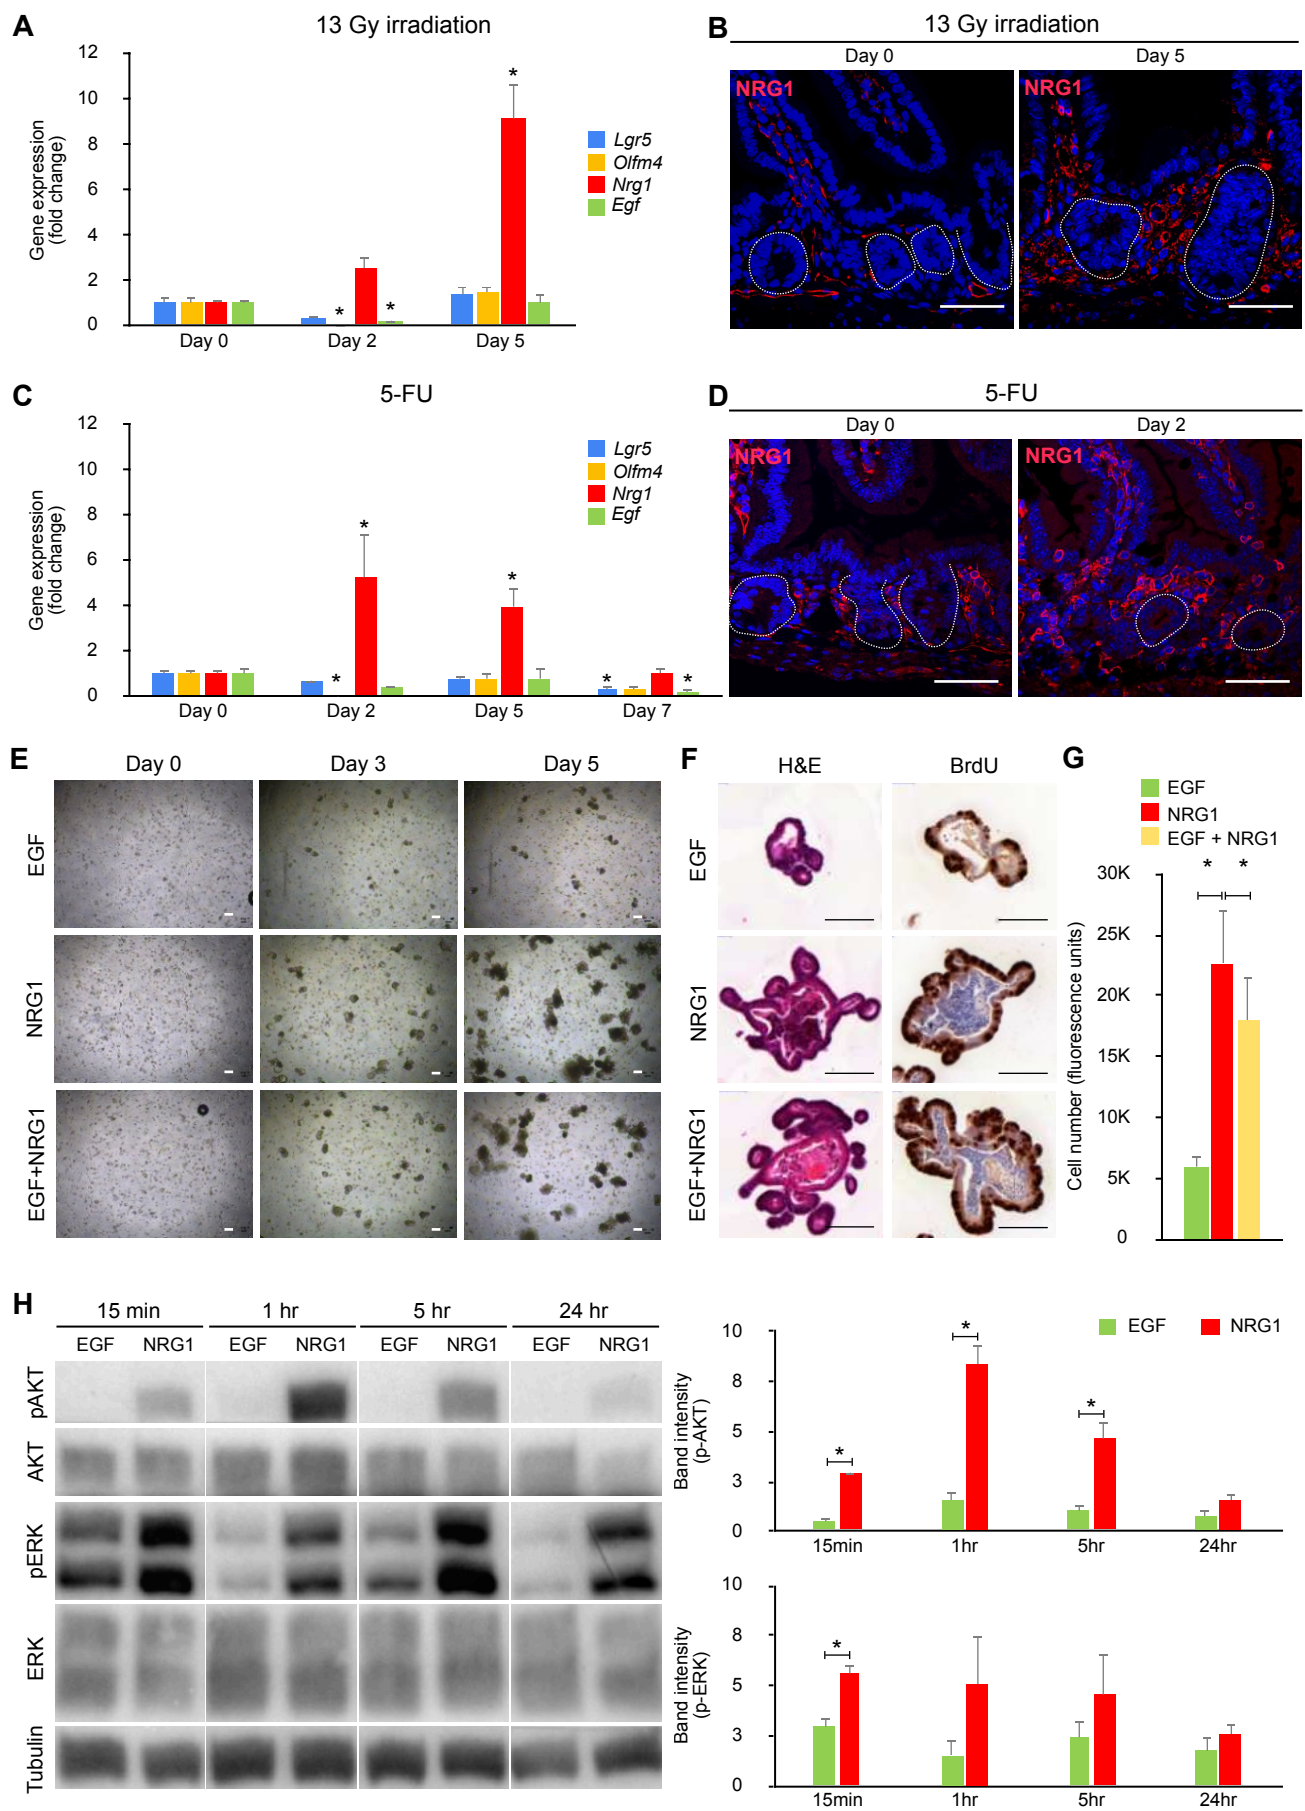 A
13 Gy irradiation
12
10
8
6
4
2
0
Gene expression
(fold change)
*
*
*
Lgr5
Olfm4
Nrg1
Egf
Day 0
Day 2
Day 5
B
13 Gy irradiation
Day 0
Day 5
NRG1
NRG1
C
5-FU
12
10
8
6
4
2
0
Gene expression
(fold change)
*
*
*
*
*
Lgr5
Olfm4
Nrg1
Egf
Day 0
Day 2
Day 5
Day 7
D
5-FU
Day 0
Day 2
NRG1
NRG1
E
Day 0
Day 3
Day 5
EGF
NRG1
EGF+NRG1
F
H&E
BrdU
EGF
NRG1
EGF+NRG1
G
EGF
NRG1
EGF + NRG1
*
*
30K
25K
20K
15K
10K
5K
0
Cell number (fluorescence units)
H
15 min
1 hr
5 hr
24 hr
EGF NRG1 EGF NRG1 EGF NRG1 EGF NRG1
pAKT
AKT
pERK
ERK
Tubulin
EGF
NRG1
10
8
5
3
0
Band intensity
(p-AKT)
*
*
*
15min
1hr
5hr
24hr
10
8
5
3
0
Band intensity
(p-ERK)
*
15min
1hr
5hr
24hr